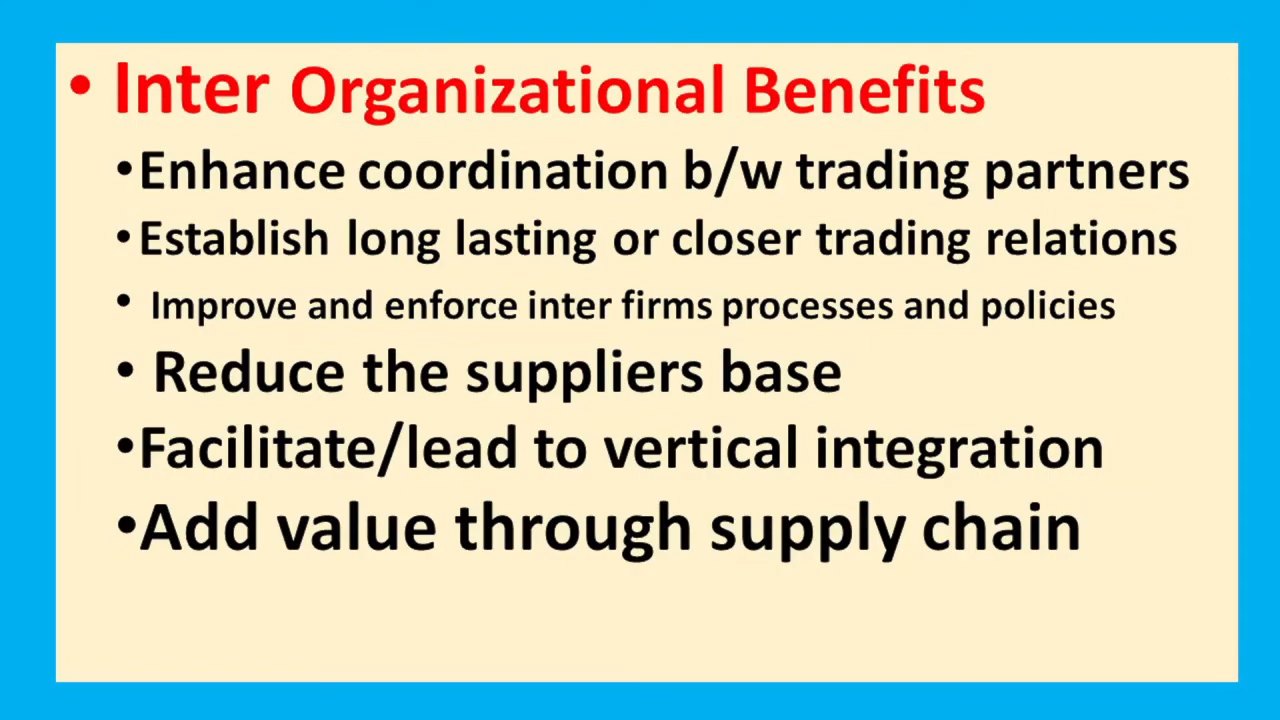 • Inter Organizational Benefits
•Enhance coordination b/w trading partners
•Establish long lasting or closer trading relations
• Improve and enforce inter firms processes and policies
• Reduce the suppliers base
•Facilitate/lead to vertical integration
•Add value through supply chain